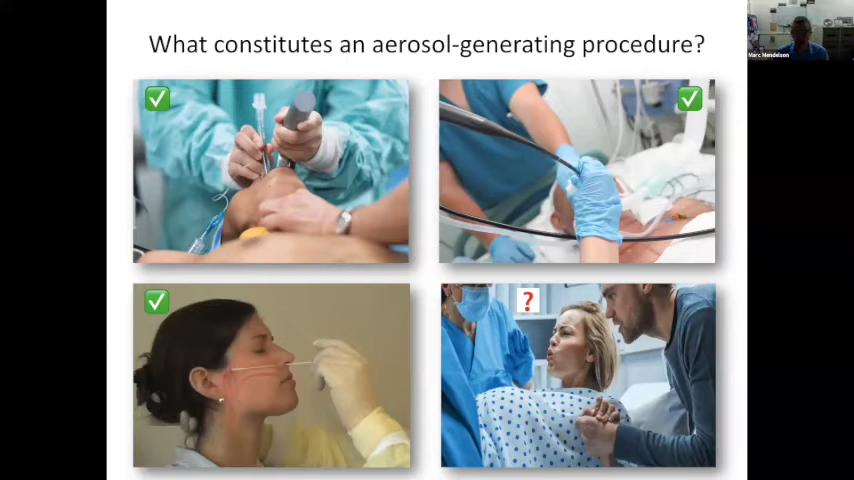 What constitutes an aerosol-generating procedure?
Marc Mendelson
?